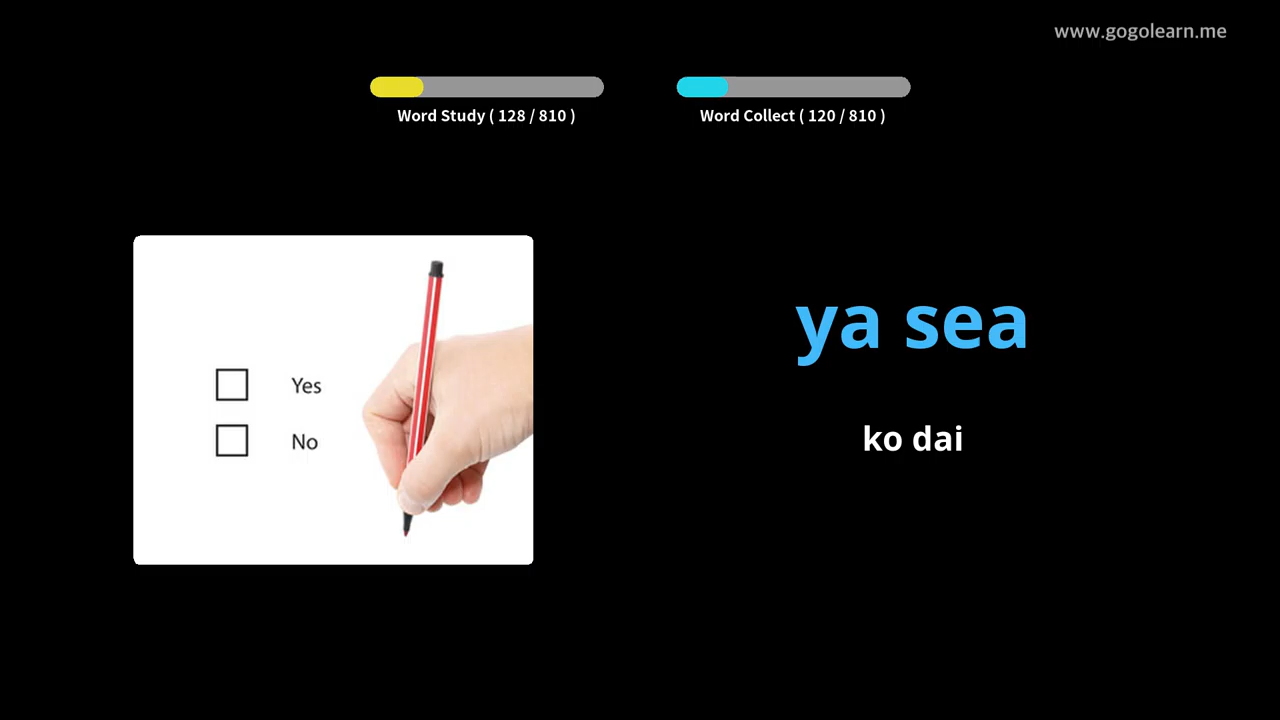 www.gogolearn.me
Word Study ( 128 / 810 )
Word Collect ( 120 / 810 )
Yes
No
ya sea
ko dai